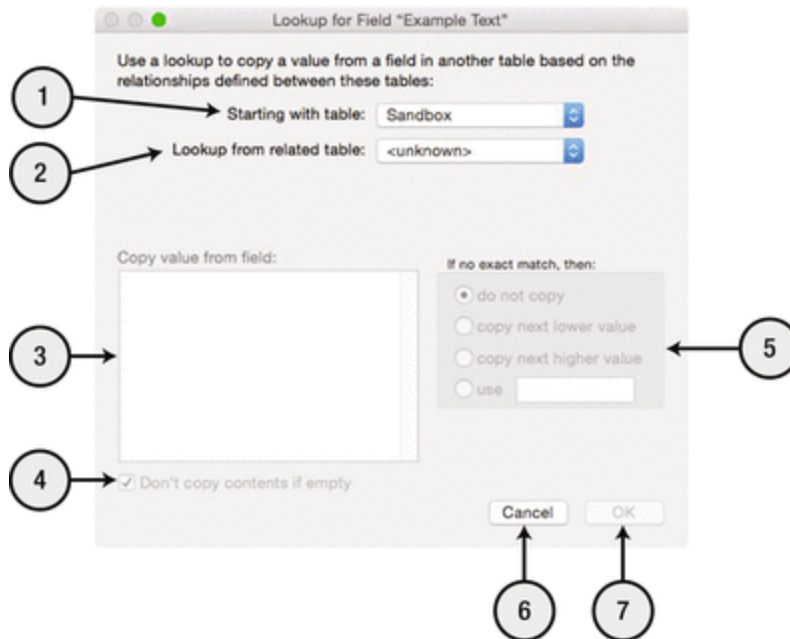 Lookup for Field "Example Text"
Use a lookup to copy a value from a field in another table based on the
relationships defined between these tables:
1
Starting with table: Sandbox
2
Lookup from related table: <unknown>
Copy value from field:
If no exact match, then:
do not copy
copy next lower value
3
copy next higher value
5
use
4
Don't copy contents if empty
Cancel
OK
6
7